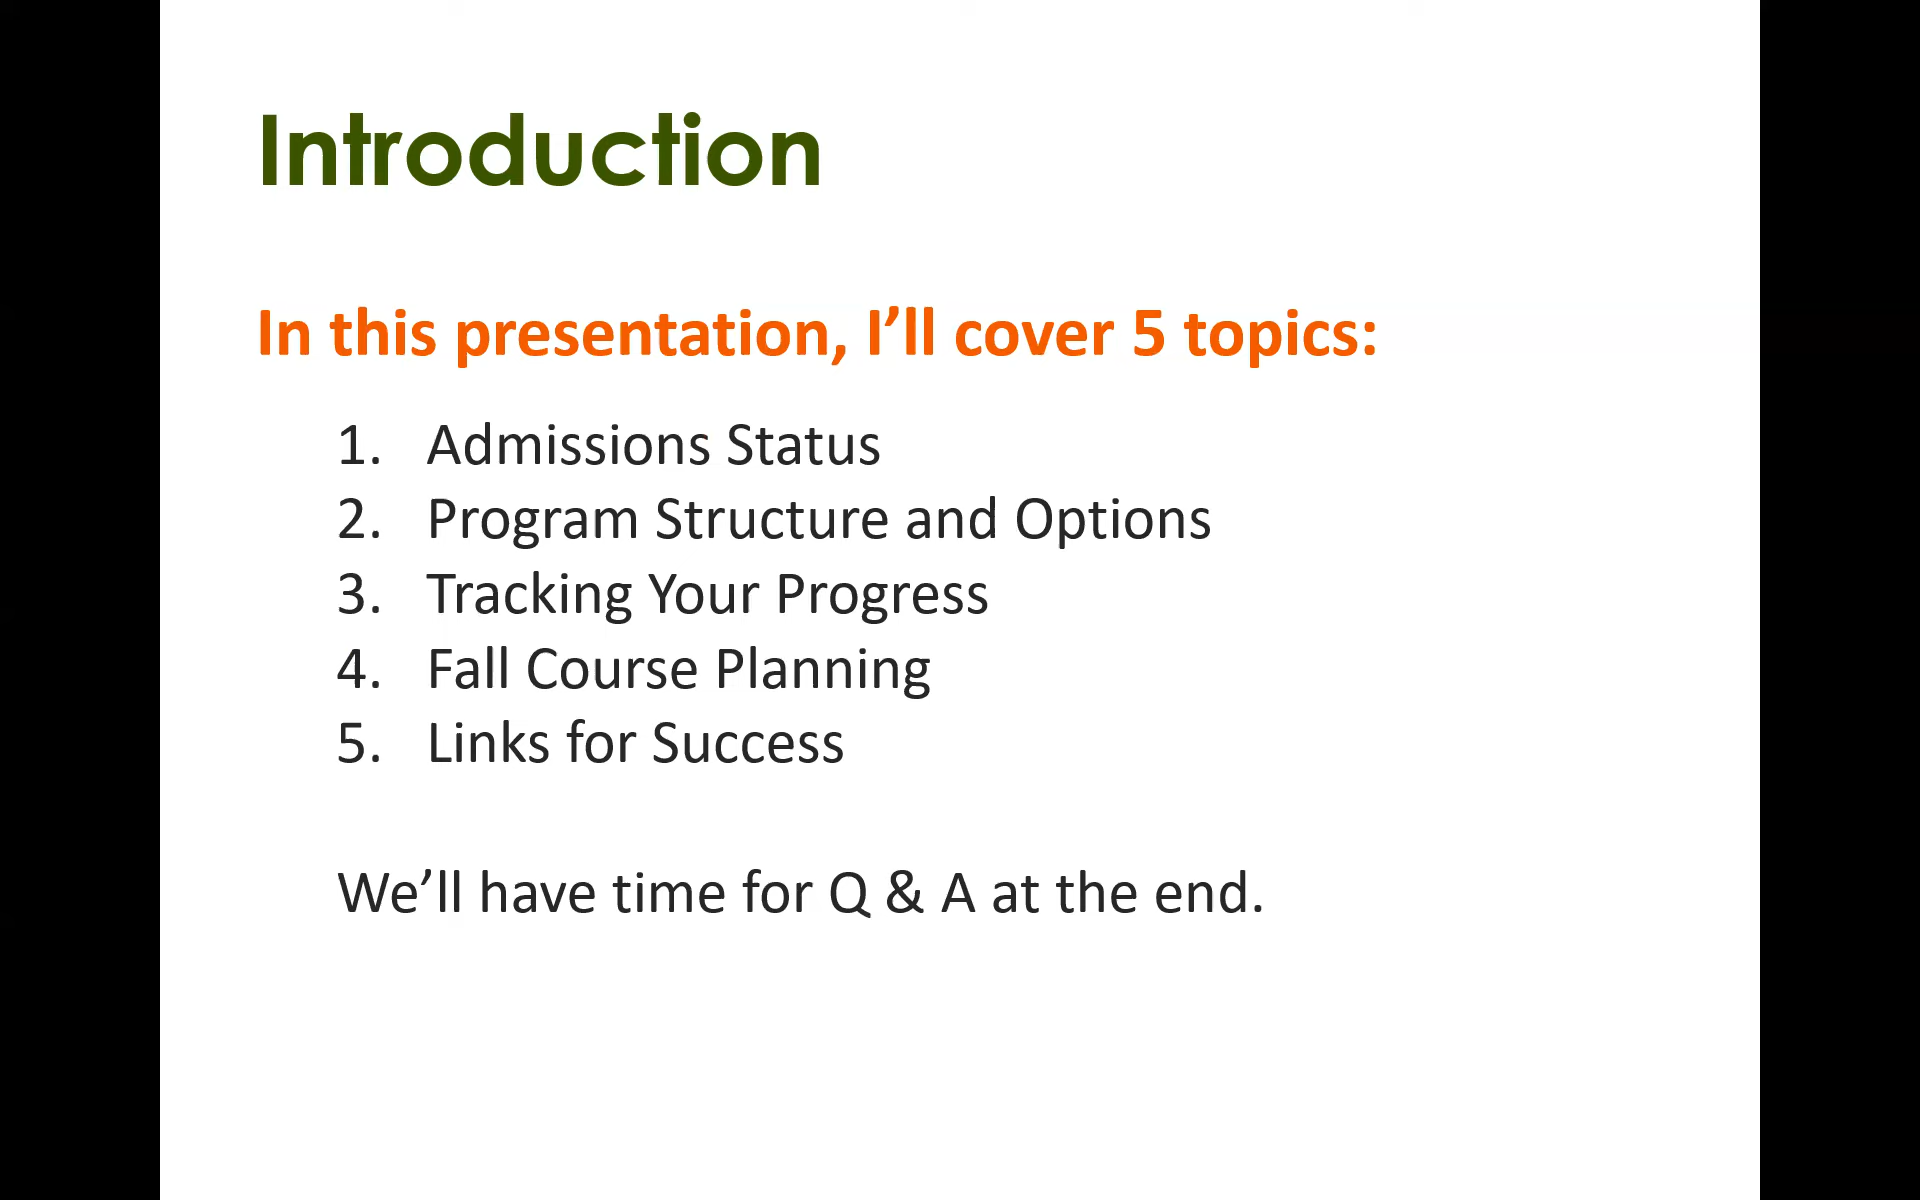 Introduction
In this presentation, I’ll cover 5 topics:
1. Admissions Status
2. Program Structure and Options
3. Tracking Your Progress
4. Fall Course Planning
5. Links for Success
We’ll have time for Q & A at the end.